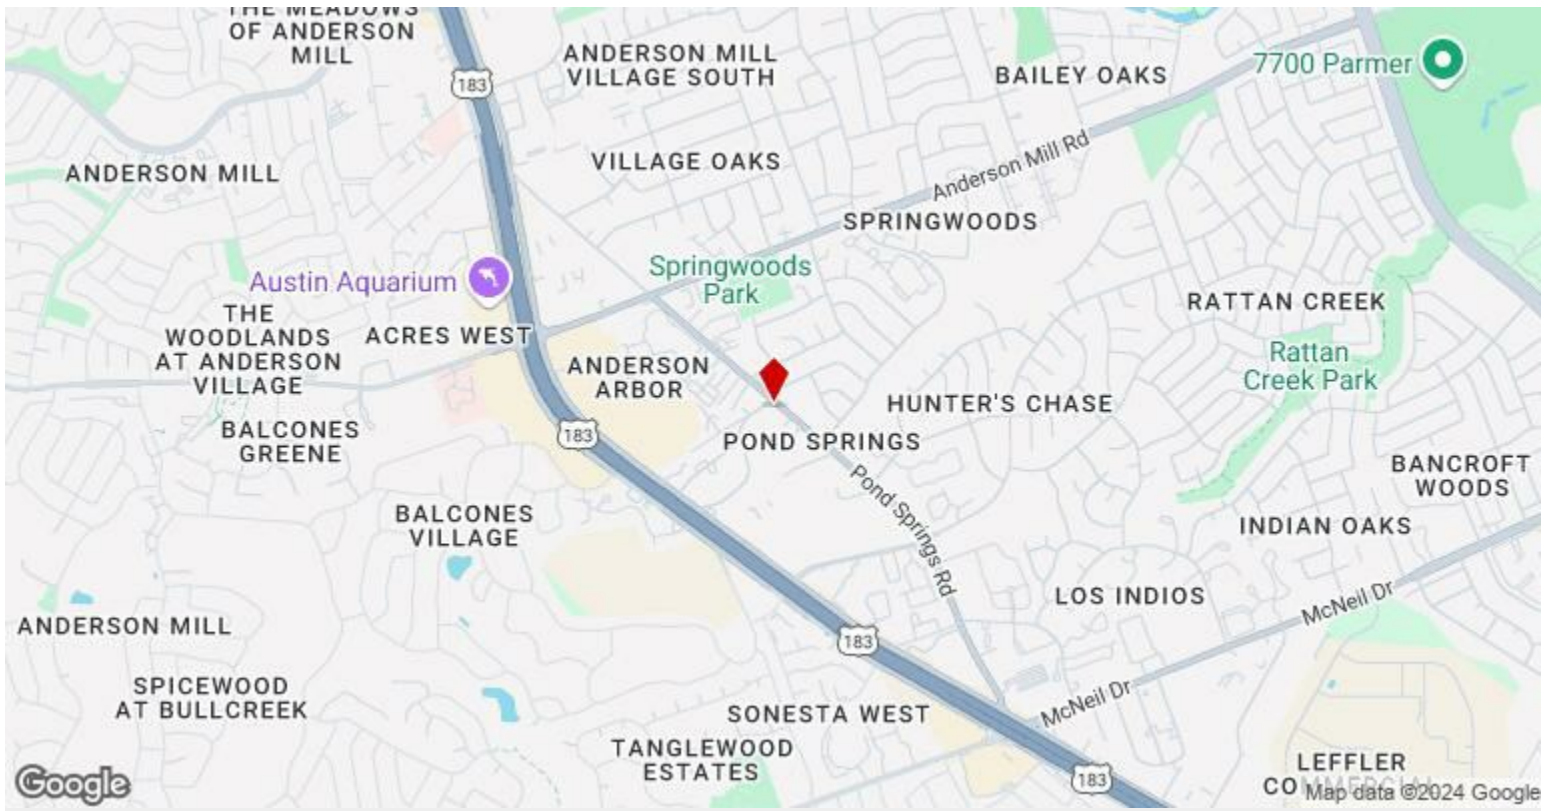 THE MEADOWS
OF ANDERSON
MILL
183
ANDERSON MILL
VILLAGE SOUTH
BAILEY OAKS
7700 Parmer
ANDERSON MILL
VILLAGE OAKS
Anderson Mill Rd
SPRINGWOODS
Springwoods
Park
Austin Aquarium
THE
WOODLANDS
AT ANDERSON
VILLAGE
ACRES WEST
RATTAN CREEK
Rattan
Creek Park
ANDERSON
ARBOR
HUNTER'S CHASE
BALCONES
GREENE
183
POND SPRINGS
BANCROFT
WOODS
Pond Springs Rd
BALCONES
VILLAGE
INDIAN OAKS
LOS INDIOS
McNeil Dr
ANDERSON MILL
183
SPICEWOOD
AT BULLCREEK
McNeil Dr
SONESTA WEST
TANGLEWOOD
ESTATES
183
LEFFLER
COMMERCIAL
Google
Map data ©2024 Google